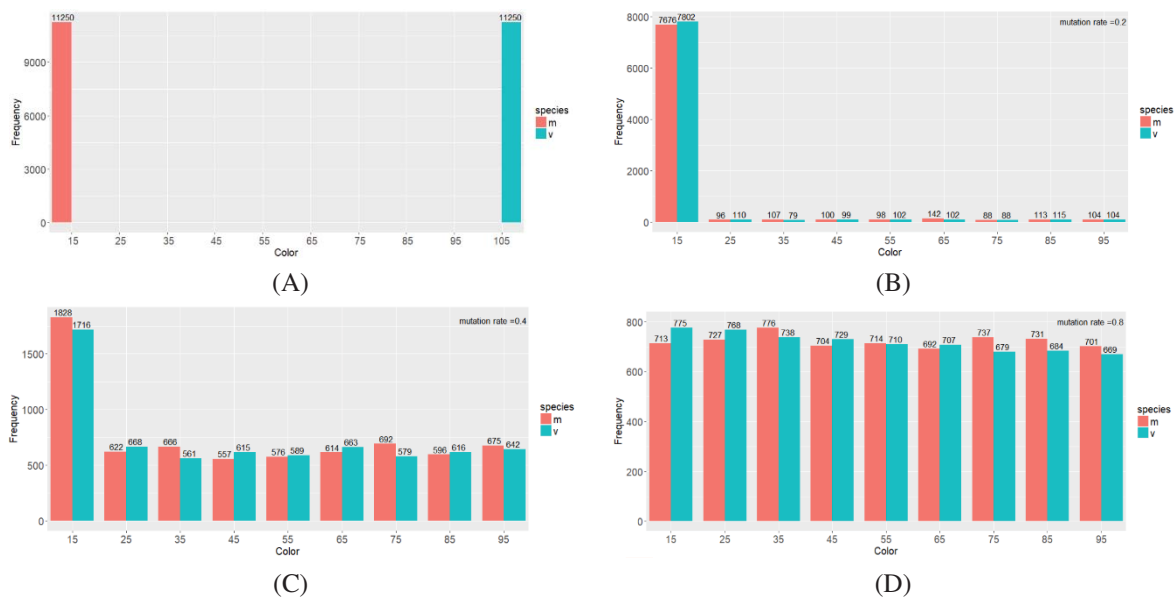 11250 11250
9000
6000
3000
0
Frequency
15 25 35 45 55 65 75 85 95 105
Color
species
m
v
(A)
mutation rate =0.2
8000
6000
4000
2000
0
Frequency
7676 7802 96 110 107 79 100 99 98 102 142 102 88 88 113 115 104 104
15 25 35 45 55 65 75 85 95
Color
species
m
v
(B)
mutation rate =0.4
1500
1000
500
0
Frequency
1828 1716 622 668 666 561 557 615 576 589 614 663 692 579 596 616 675 642
15 25 35 45 55 65 75 85 95
Color
species
m
v
(C)
mutation rate =0.8
800
600
400
200
0
Frequency
713 775 727 768 776 738 704 729 714 710 692 707 737 679 731 684 701 669
15 25 35 45 55 65 75 85 95
Color
species
m
v
(D)